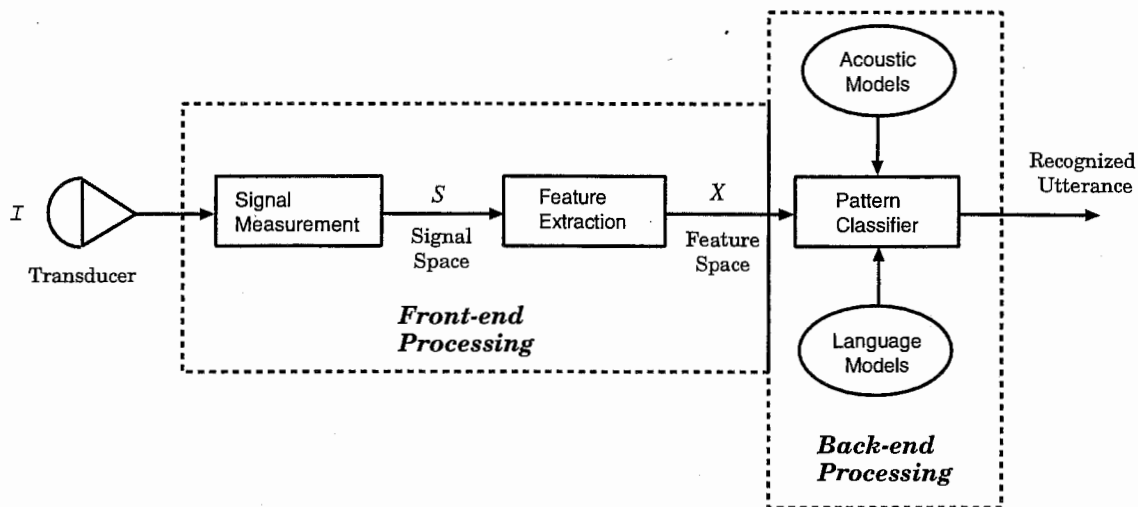 I
Transducer
Signal
Measurement
S
Signal
Space
Feature
Extraction
X
Feature
Space
Front-end
Processing
Acoustic
Models
Pattern
Classifier
Language
Models
Back-end
Processing
Recognized
Utterance